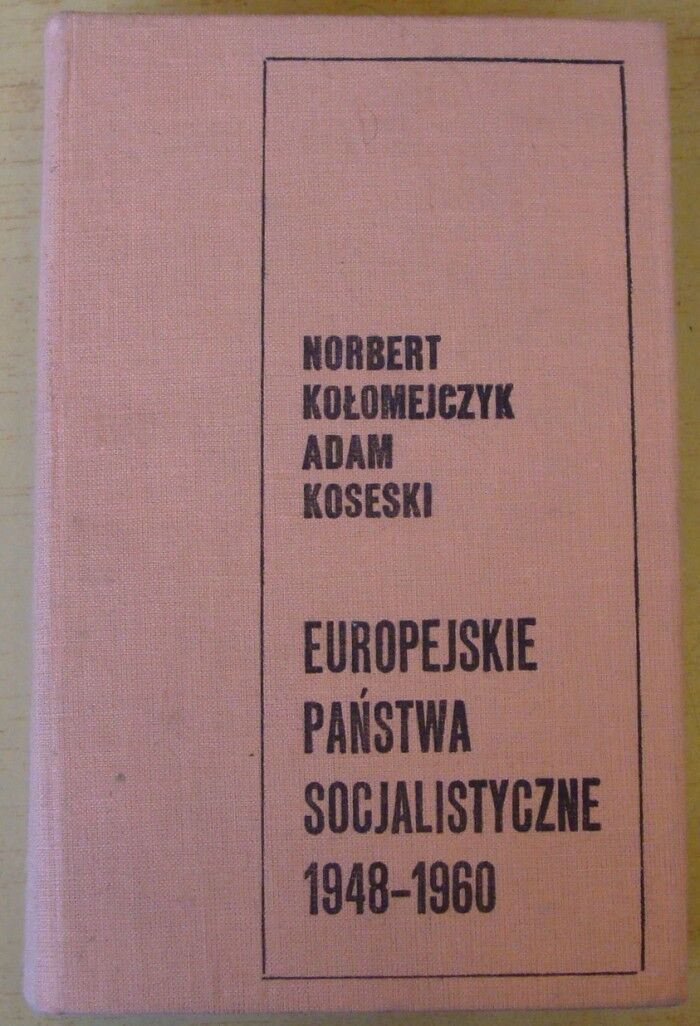 NORBERT
KOŁOMEJCZYK
ADAM
KOSESKI
EUROPEJSKIE
PAŃSTWA
SOCJALISTYCZNE
1948-1960